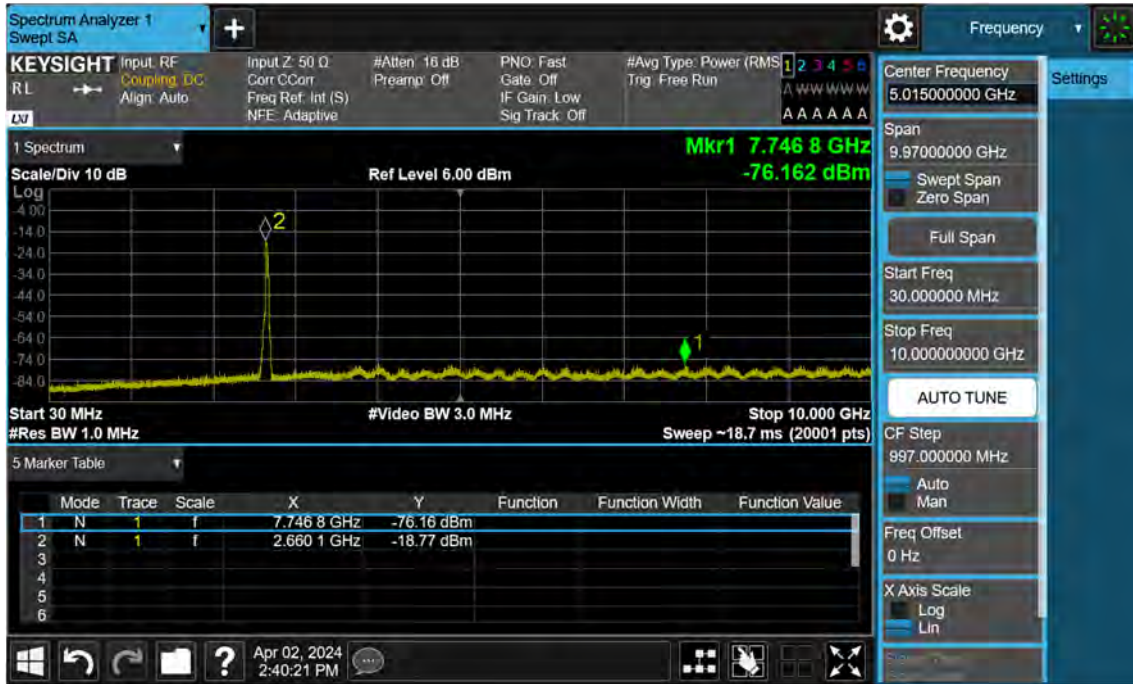 Spectrum Analyzer 1
Swept SA
+
Frequency
KEYSIGHT
RL
LXI
Input: RF
Coupling: DC
Align: Auto
Input Z: 50 Ω
Corr CCorr
Freq Ref: Int (S)
NFE: Adaptive
#Atten: 16 dB
Preamp: Off
PNO: Fast
Gate: Off
IF Gain: Low
Sig Track: Off
#Avg Type: Power (RMS
Trig: Free Run
1 2 3 4 5 6
A W W W W W
A A A A A A
1 Spectrum
Scale/Div 10 dB
Ref Level 6.00 dBm
Mkr1 7.746 8 GHz
-76.162 dBm
Log
-4.00
-14.0
-24.0
-34.0
-44.0
-54.0
-64.0
-74.0
-84.0
2
1
Start 30 MHz
#Video BW 3.0 MHz
Stop 10.000 GHz
#Res BW 1.0 MHz
Sweep ~18.7 ms (20001 pts)
5 Marker Table
Mode Trace Scale X Y Function Function Width Function Value
1 N 1 f 7.746 8 GHz -76.16 dBm
2 N 1 f 2.660 1 GHz -18.77 dBm
3
4
5
6
?
Apr 02, 2024
2:40:21 PM
Center Frequency
5.015000000 GHz
Settings
Span
9.97000000 GHz
Swept Span
Zero Span
Full Span
Start Freq
30.000000 MHz
Stop Freq
10.000000000 GHz
AUTO TUNE
CF Step
997.000000 MHz
Auto
Man
Freq Offset
0 Hz
X Axis Scale
Log
Lin